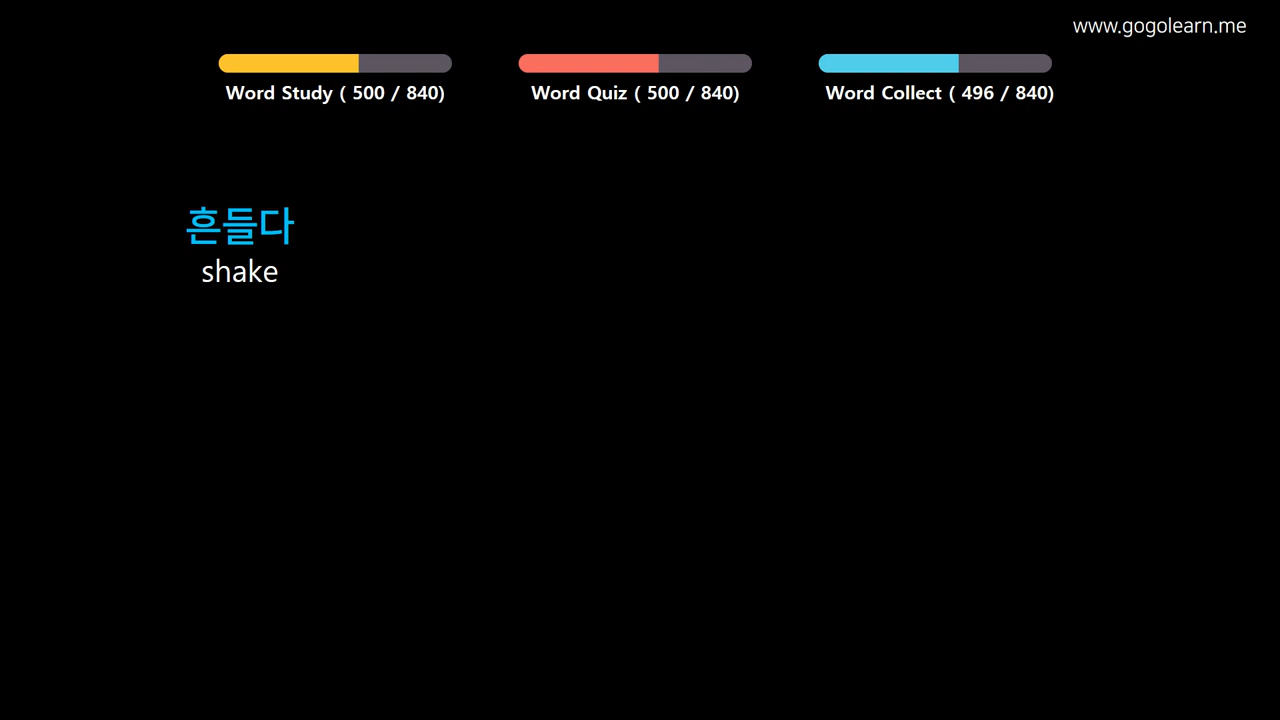 www.gogolearn.me
Word Study ( 500 / 840)
Word Quiz ( 500 / 840)
Word Collect ( 496 / 840)
흔들다
shake